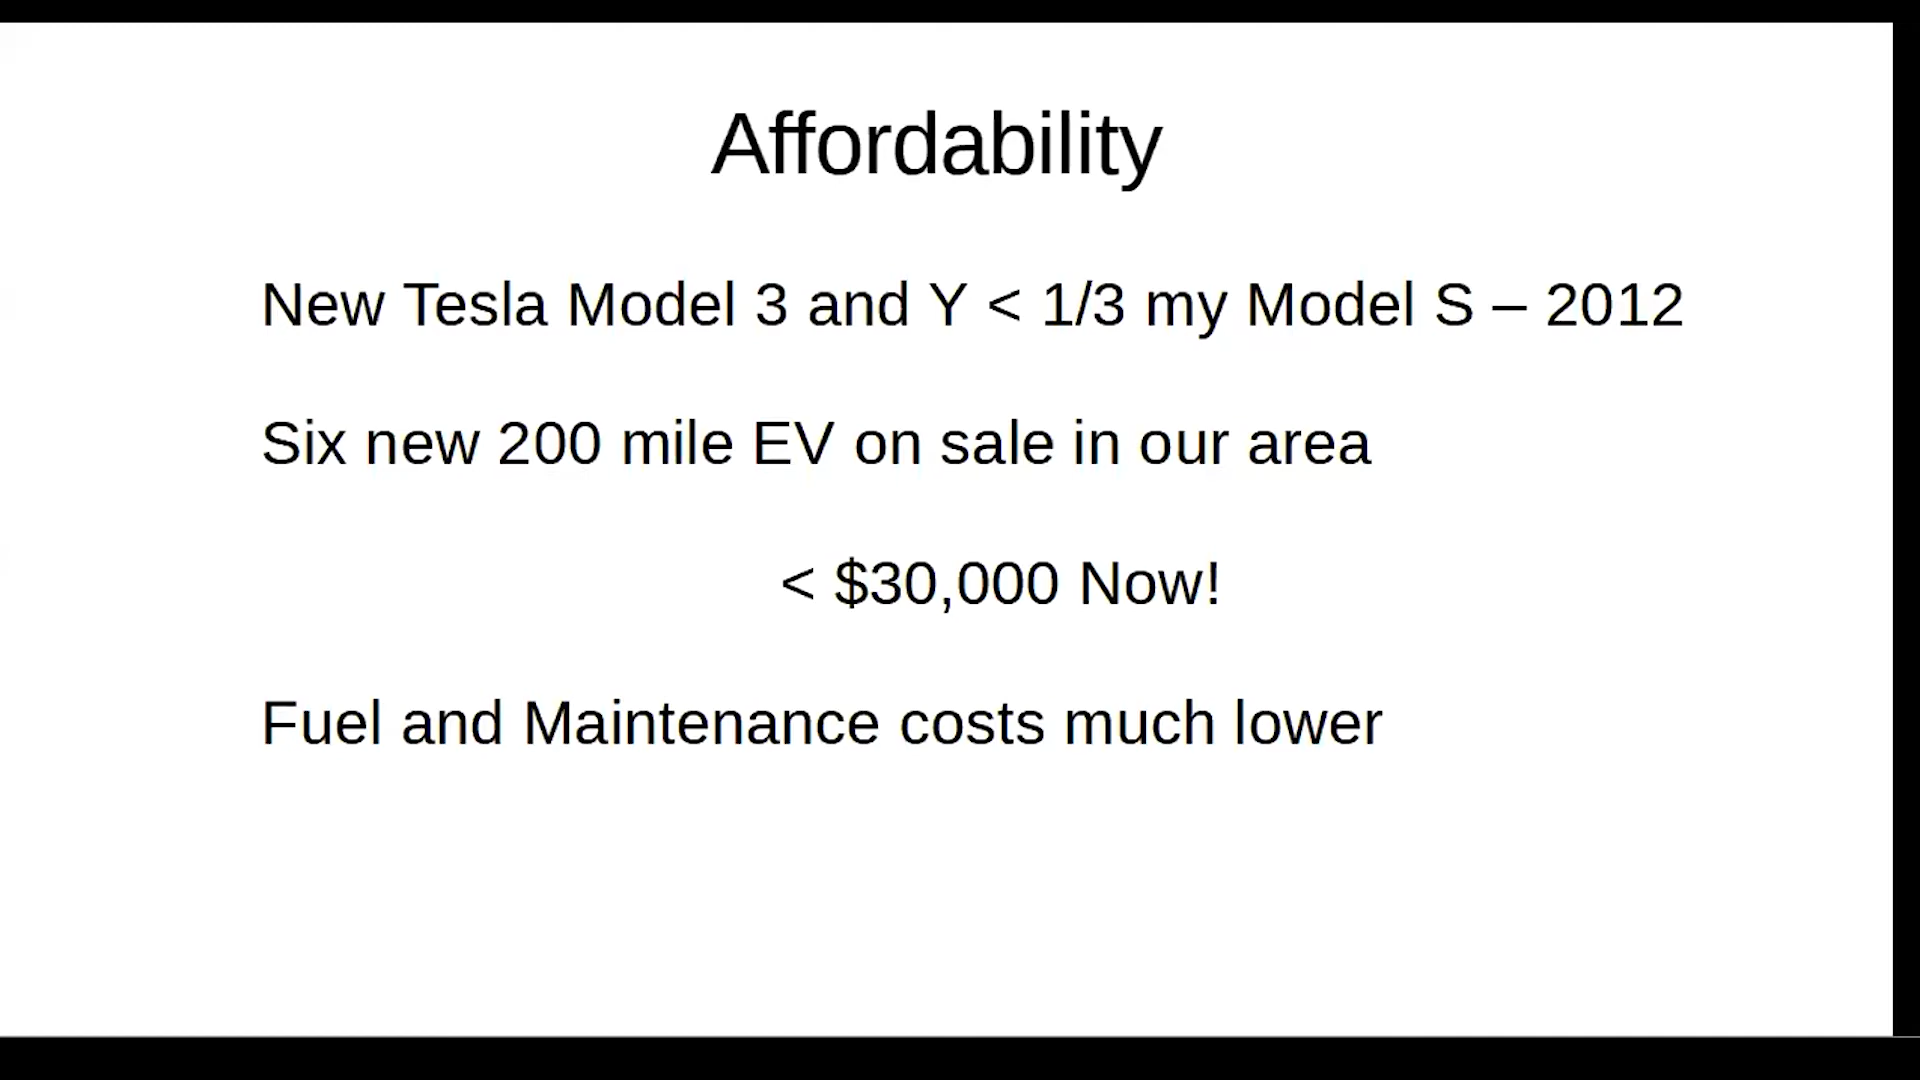 Affordability
New Tesla Model 3 and Y < 1/3 my Model S – 2012
Six new 200 mile EV on sale in our area
< $30,000 Now!
Fuel and Maintenance costs much lower